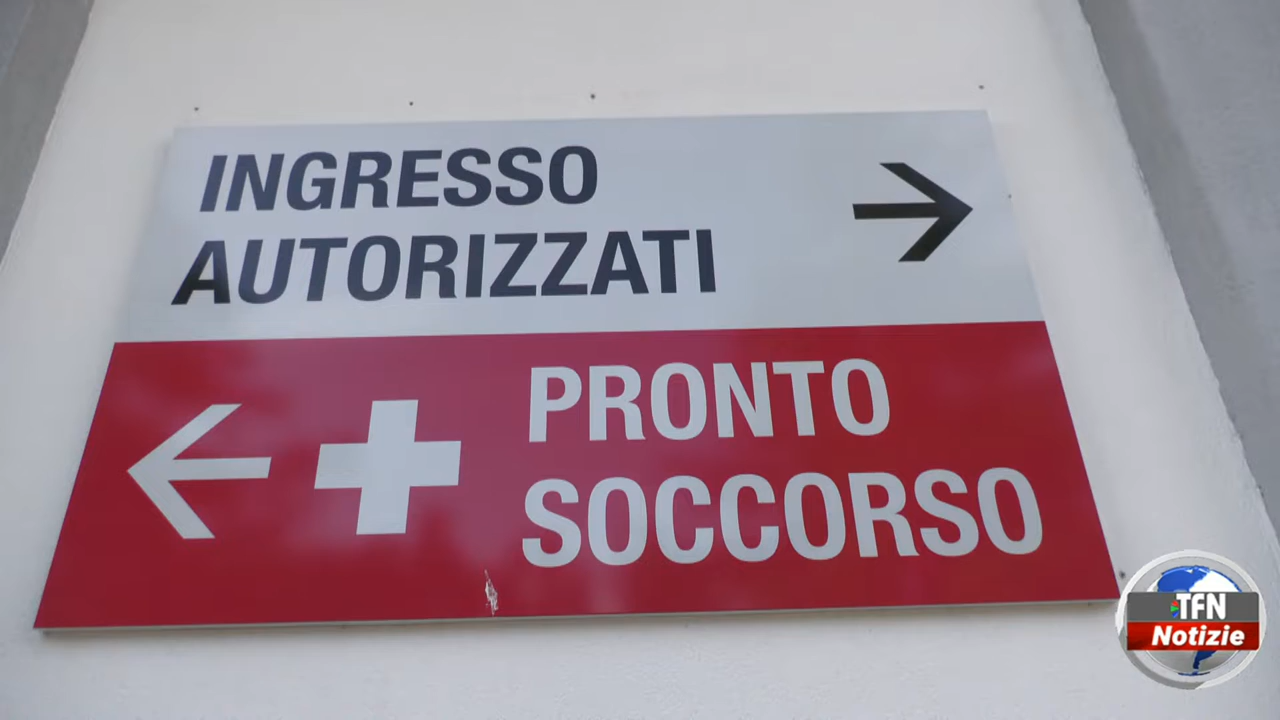 INGRESSO
AUTORIZZATI
PRONTO
SOCCORSO
TFN
Notizie